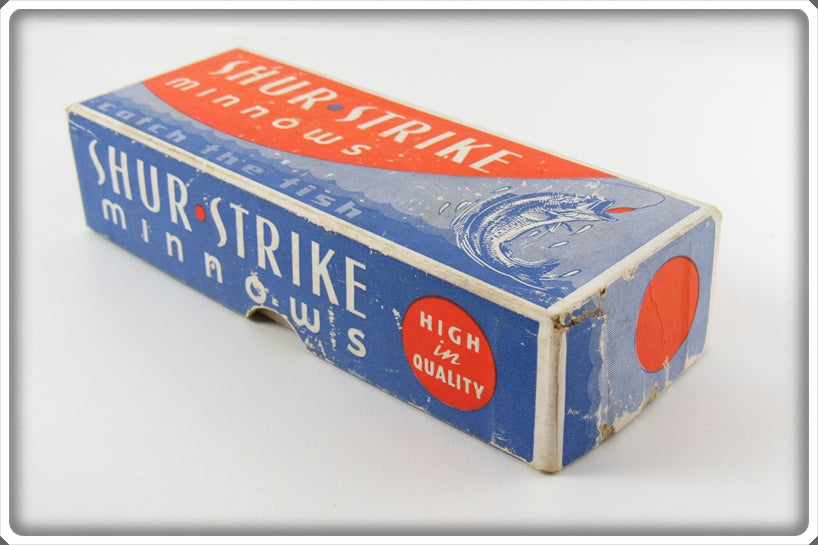 SHUR·STRIKE
minnows
catch the fish
SHUR·STRIKE
minnows
HIGH
in
QUALITY